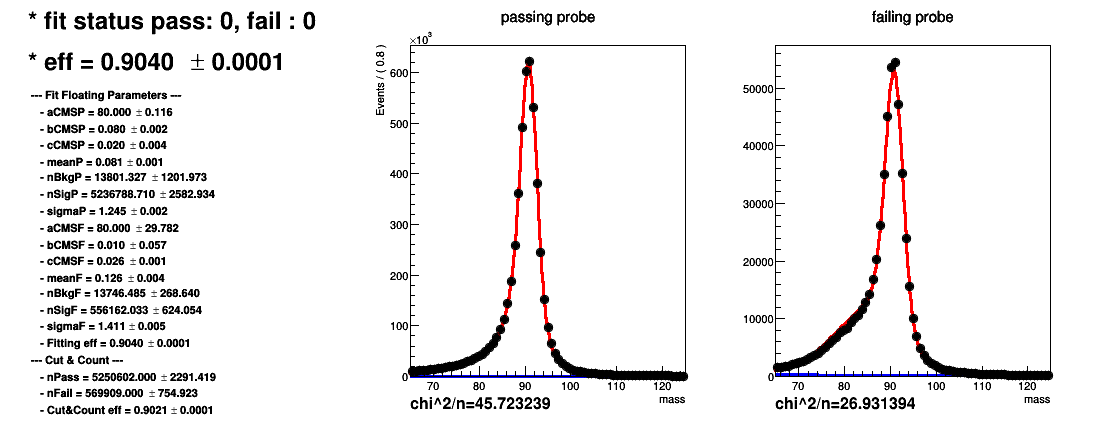 * fit status pass: 0, fail : 0
* eff = 0.9040 ± 0.0001
--- Fit Floating Parameters ---
- aCMSP = 80.000 ± 0.116
- bCMSP = 0.080 ± 0.002
- cCMSP = 0.020 ± 0.004
- meanP = 0.081 ± 0.001
- nBkgP = 13801.327 ± 1201.973
- nSigP = 5236788.710 ± 2582.934
- sigmaP = 1.245 ± 0.002
- aCMSF = 80.000 ± 29.782
- bCMSF = 0.010 ± 0.057
- cCMSF = 0.026 ± 0.001
- meanF = 0.126 ± 0.004
- nBkgF = 13746.485 ± 268.640
- nSigF = 556162.033 ± 624.054
- sigmaF = 1.411 ± 0.005
- Fitting eff = 0.9040 ± 0.0001
--- Cut & Count ---
- nPass = 5250602.000 ± 2291.419
- nFail = 569909.000 ± 754.923
- Cut&Count eff = 0.9021 ± 0.0001
passing probe
×10³
Events / ( 0.8 )
600
500
400
300
200
100
0
70 80 90 100 110 120
mass
chi^2/n=45.723239
failing probe
50000
40000
30000
20000
10000
0
70 80 90 100 110 120
mass
chi^2/n=26.931394